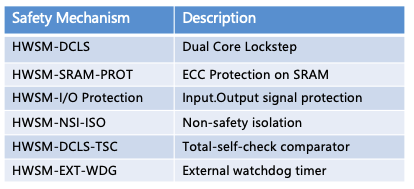 Safety Mechanism Description
HWSM-DCLS Dual Core Lockstep
HWSM-SRAM-PROT ECC Protection on SRAM
HWSM-I/O Protection Input.Output signal protection
HWSM-NSI-ISO Non-safety isolation
HWSM-DCLS-TSC Total-self-check comparator
HWSM-EXT-WDG External watchdog timer